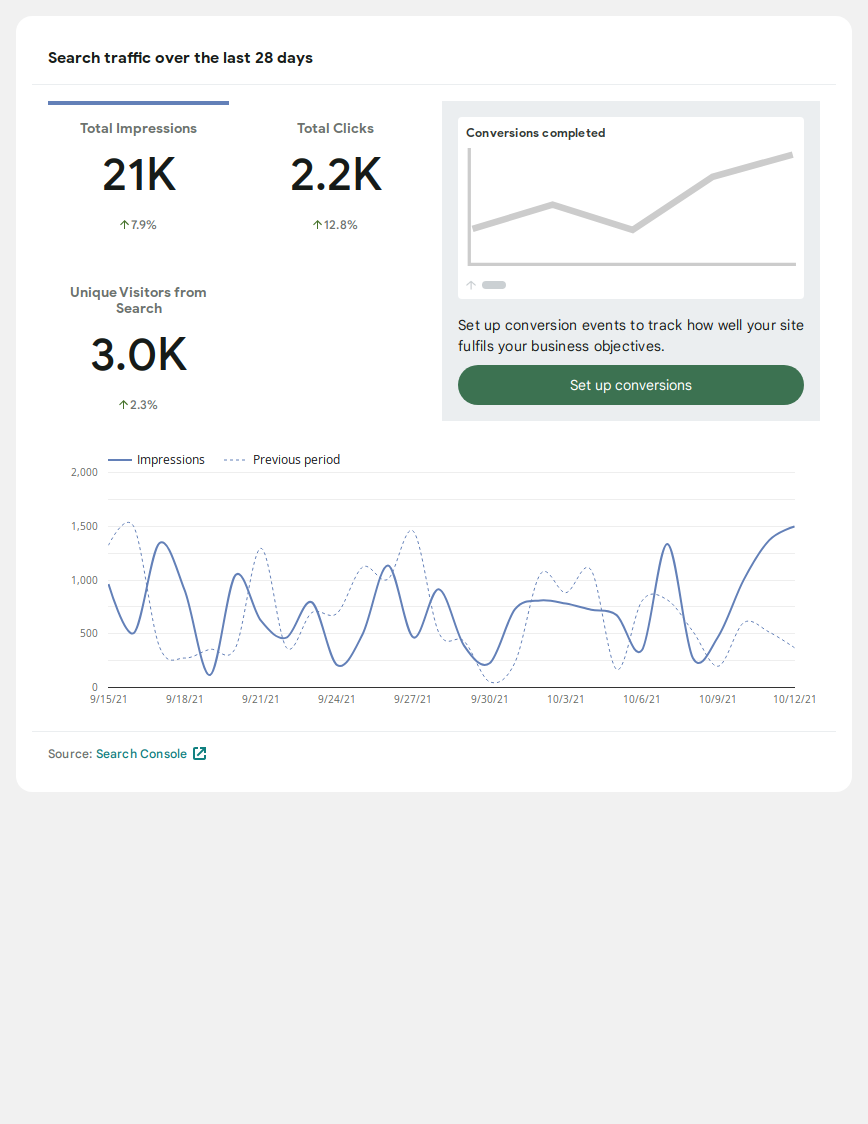 Search traffic over the last 28 days
Total Impressions
21K
↑7.9%
Total Clicks
2.2K
↑12.8%
Unique Visitors from
Search
3.0K
↑2.3%
Conversions completed
↑
Set up conversion events to track how well your site
fulfils your business objectives.
Set up conversions
Impressions
Previous period
2,000
1,500
1,000
500
0
9/15/21
9/18/21
9/21/21
9/24/21
9/27/21
9/30/21
10/3/21
10/6/21
10/9/21
10/12/21
Source: Search Console